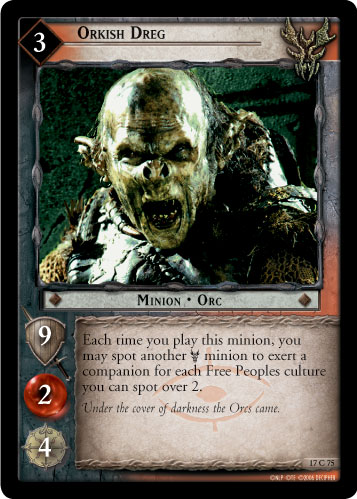 3
Orkish Dreg
Minion • Orc
9
2
4
Each time you play this minion, you
may spot another minion to exert a
companion for each Free Peoples culture
you can spot over 2.
Under the cover of darkness the Orcs came.
17 C 75